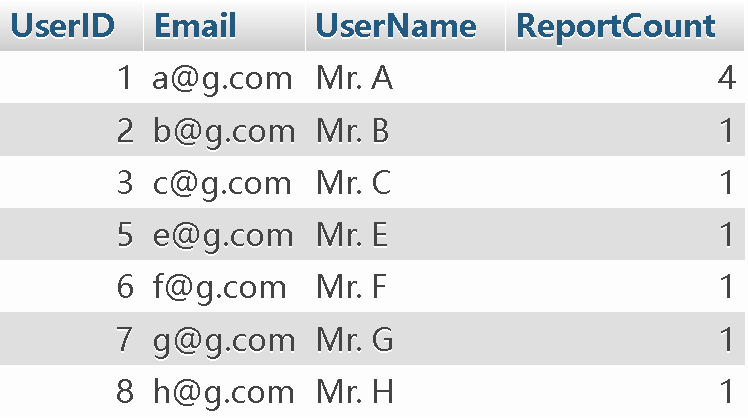 UserID Email UserName ReportCount
1 a@g.com Mr. A 4
2 b@g.com Mr. B 1
3 c@g.com Mr. C 1
5 e@g.com Mr. E 1
6 f@g.com Mr. F 1
7 g@g.com Mr. G 1
8 h@g.com Mr. H 1